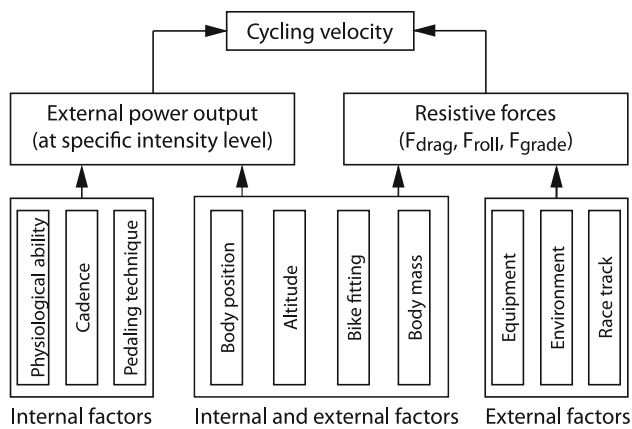 Cycling velocity
External power output
(at specific intensity level)
Resistive forces
(Fdrag, Froll, Fgrade)
Physiological ability
Cadence
Pedaling technique
Body position
Altitude
Bike fitting
Body mass
Equipment
Environment
Race track
Internal factors
Internal and external factors
External factors